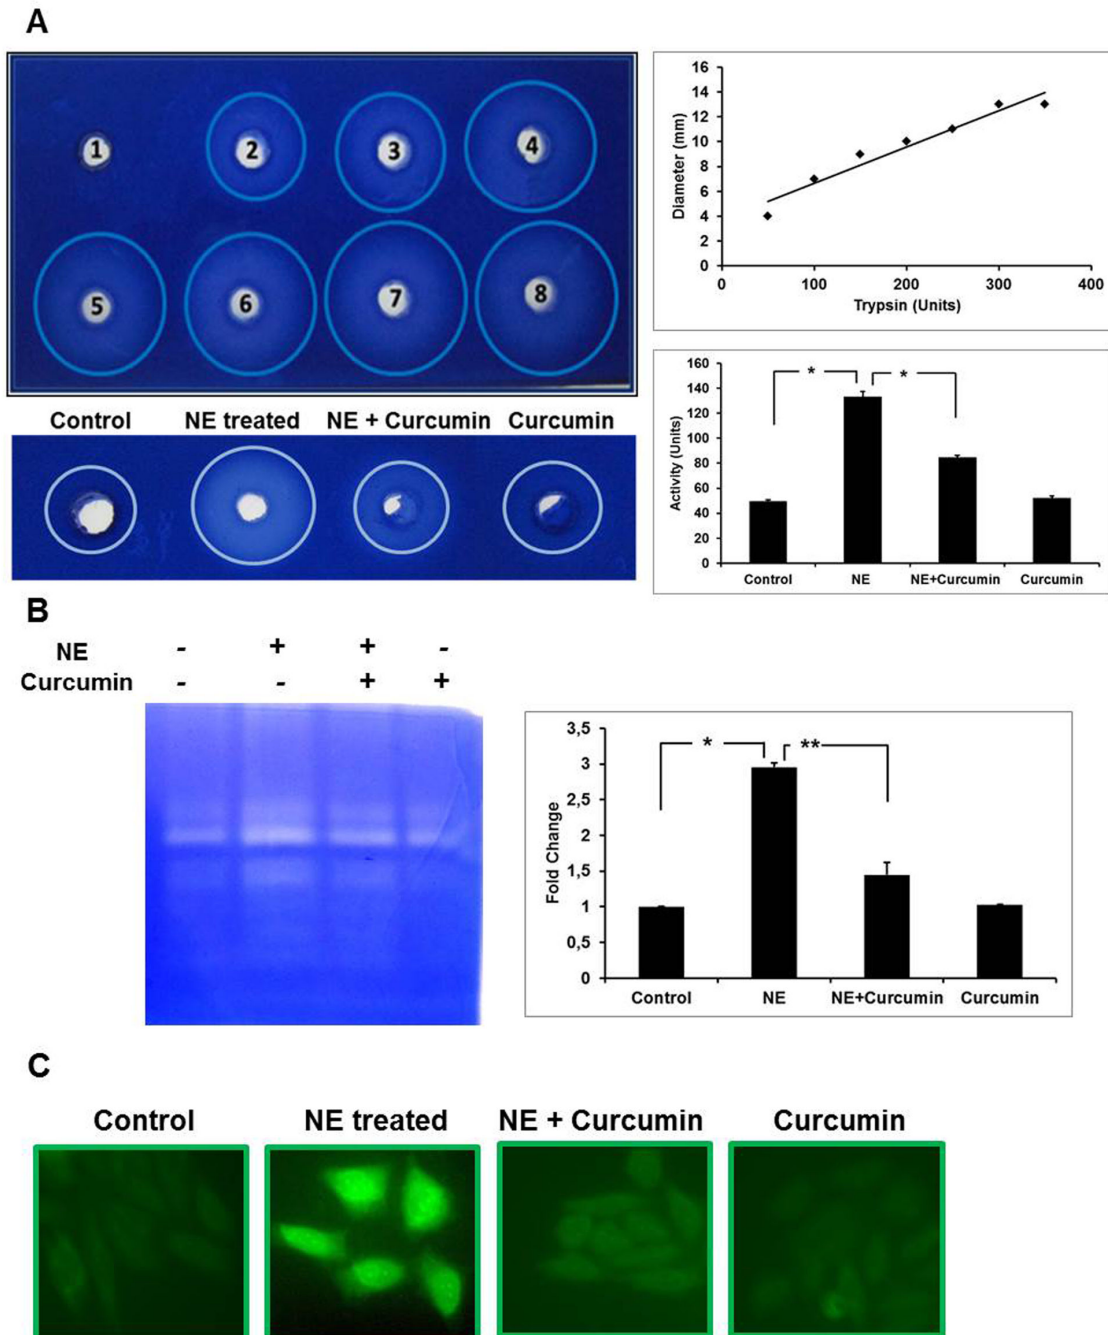 A
1
2
3
4
5
6
7
8
16
14
12
10
8
6
4
2
0
Diameter (mm)
0 100 200 300 400
Trypsin (Units)
Control NE treated NE + Curcumin Curcumin
160
140
120
100
80
60
40
20
0
Activity (Units)
* *
Control NE NE+Curcumin Curcumin
B
NE - + + -
Curcumin - - + +
3,5
3
2,5
2
1,5
1
0,5
0
Fold Change
* **
Control NE NE+Curcumin Curcumin
C
Control NE treated NE + Curcumin Curcumin